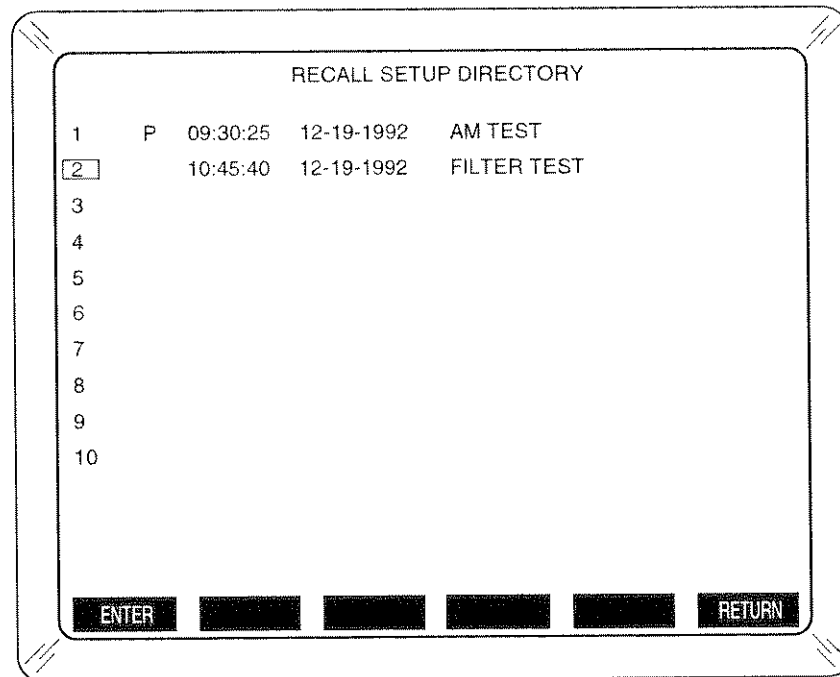 RECALL SETUP DIRECTORY
1 P 09:30:25 12-19-1992 AM TEST
2 10:45:40 12-19-1992 FILTER TEST
3
4
5
6
7
8
9
10
ENTER RETURN